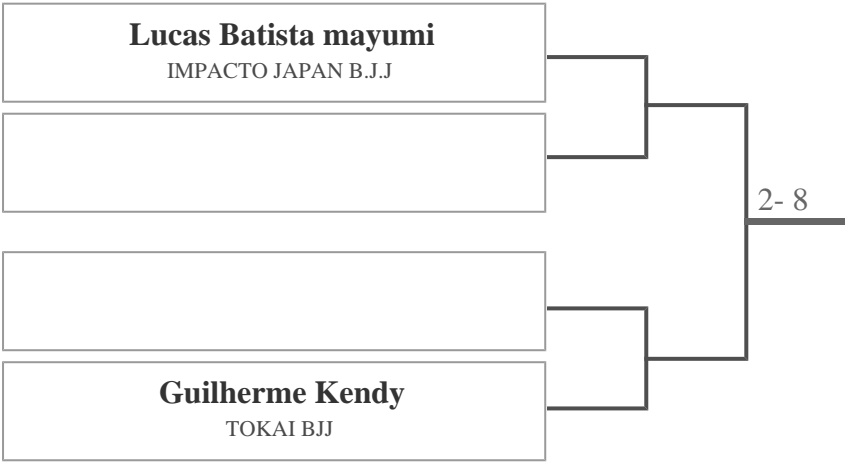 Lucas Batista mayumi
IMPACTO JAPAN B.J.J
2- 8
Guilherme Kendy
TOKAI BJJ